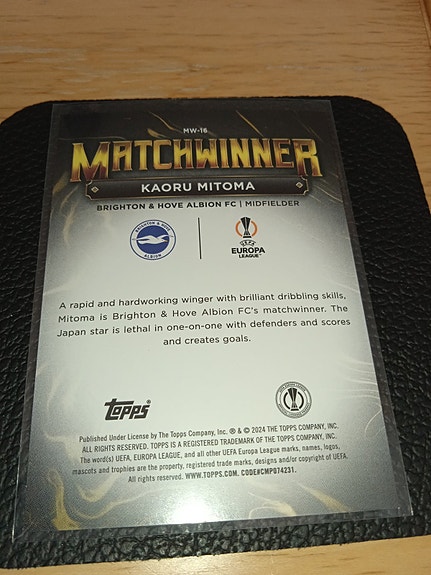 MW-16
MATCHWINNER
KAORU MITOMA
BRIGHTON & HOVE ALBION FC | MIDFIELDER
BRIGHTON & HOVE
ALBION
UEFA
EUROPA
LEAGUE™
A rapid and hardworking winger with brilliant dribbling skills,
Mitoma is Brighton & Hove Albion FC's matchwinner. The
Japan star is lethal in one-on-one with defenders and scores
and creates goals.
topps®
Published Under License by The Topps Company, Inc. ® & © 2024 THE TOPPS COMPANY, INC.
ALL RIGHTS RESERVED. TOPPS IS A REGISTERED TRADEMARK OF THE TOPPS COMPANY, INC.
The word(s) UEFA, EUROPA LEAGUE, and all other UEFA Europa League marks, names, logos,
mascots and trophies are the property, registered trade marks, designs and/or copyright of UEFA.
All rights reserved. WWW.TOPPS.COM. CODE#CMP074231.